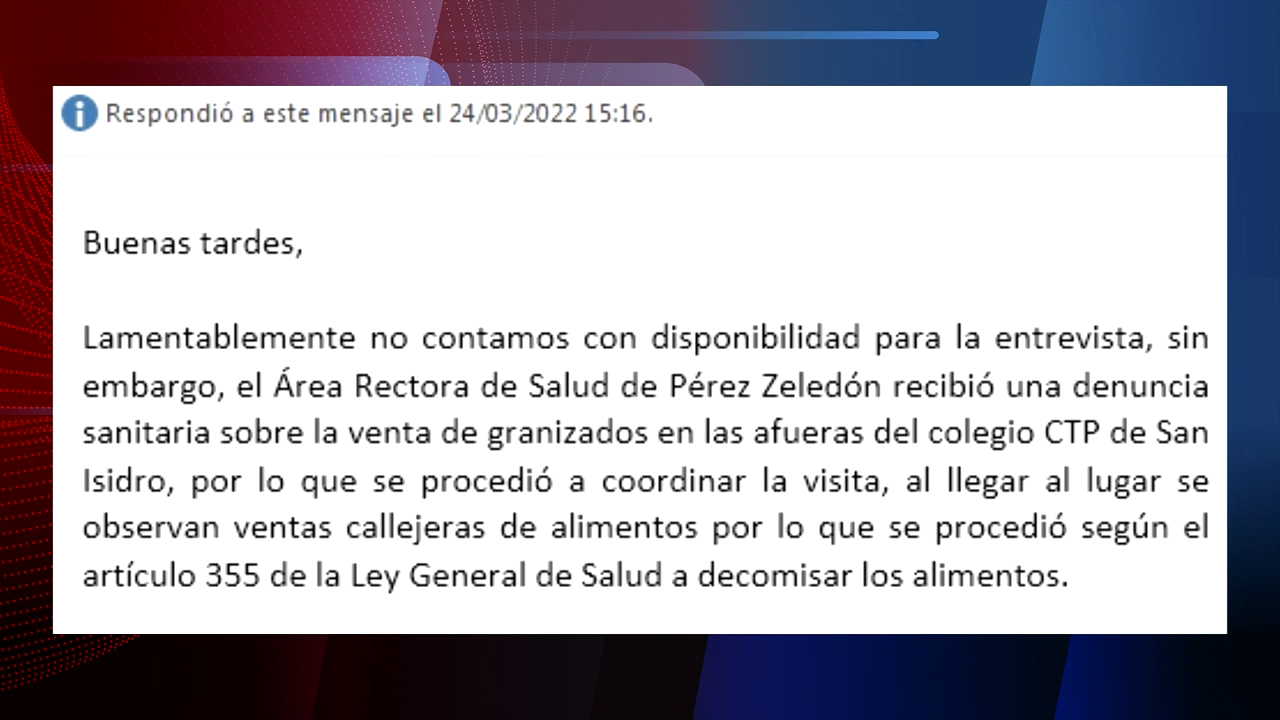 Respondió a este mensaje el 24/03/2022 15:16.
Buenas tardes,
Lamentablemente no contamos con disponibilidad para la entrevista, sin
embargo, el Área Rectora de Salud de Pérez Zeledón recibió una denuncia
sanitaria sobre la venta de granizados en las afueras del colegio CTP de San
Isidro, por lo que se procedió a coordinar la visita, al llegar al lugar se
observan ventas callejeras de alimentos por lo que se procedió según el
artículo 355 de la Ley General de Salud a decomisar los alimentos.